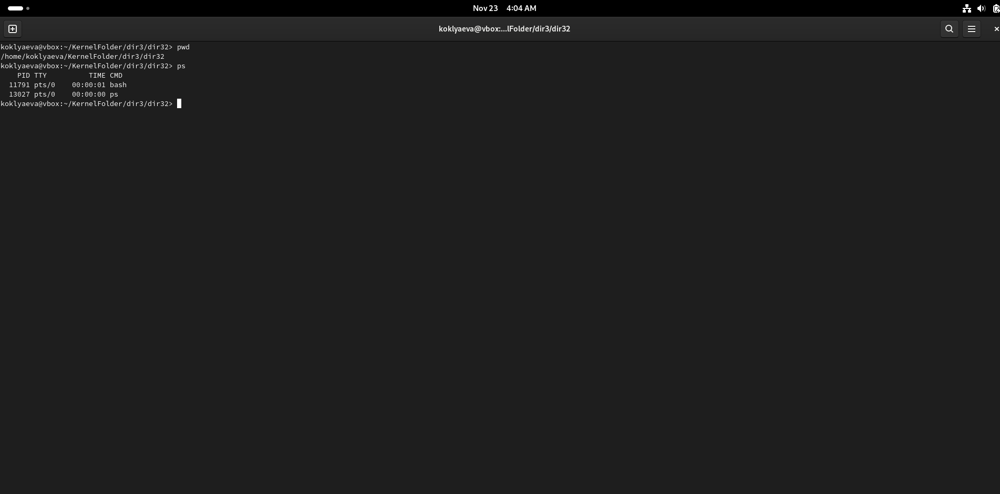 Nov 23 4:04 AM
koklyaeva@vbox:...lFolder/dir3/dir32
koklyaeva@vbox:~/KernelFolder/dir3/dir32> pwd
/home/koklyaeva/KernelFolder/dir3/dir32
koklyaeva@vbox:~/KernelFolder/dir3/dir32> ps
    PID TTY          TIME CMD
  11791 pts/0    00:00:01 bash
  13027 pts/0    00:00:00 ps
koklyaeva@vbox:~/KernelFolder/dir3/dir32>